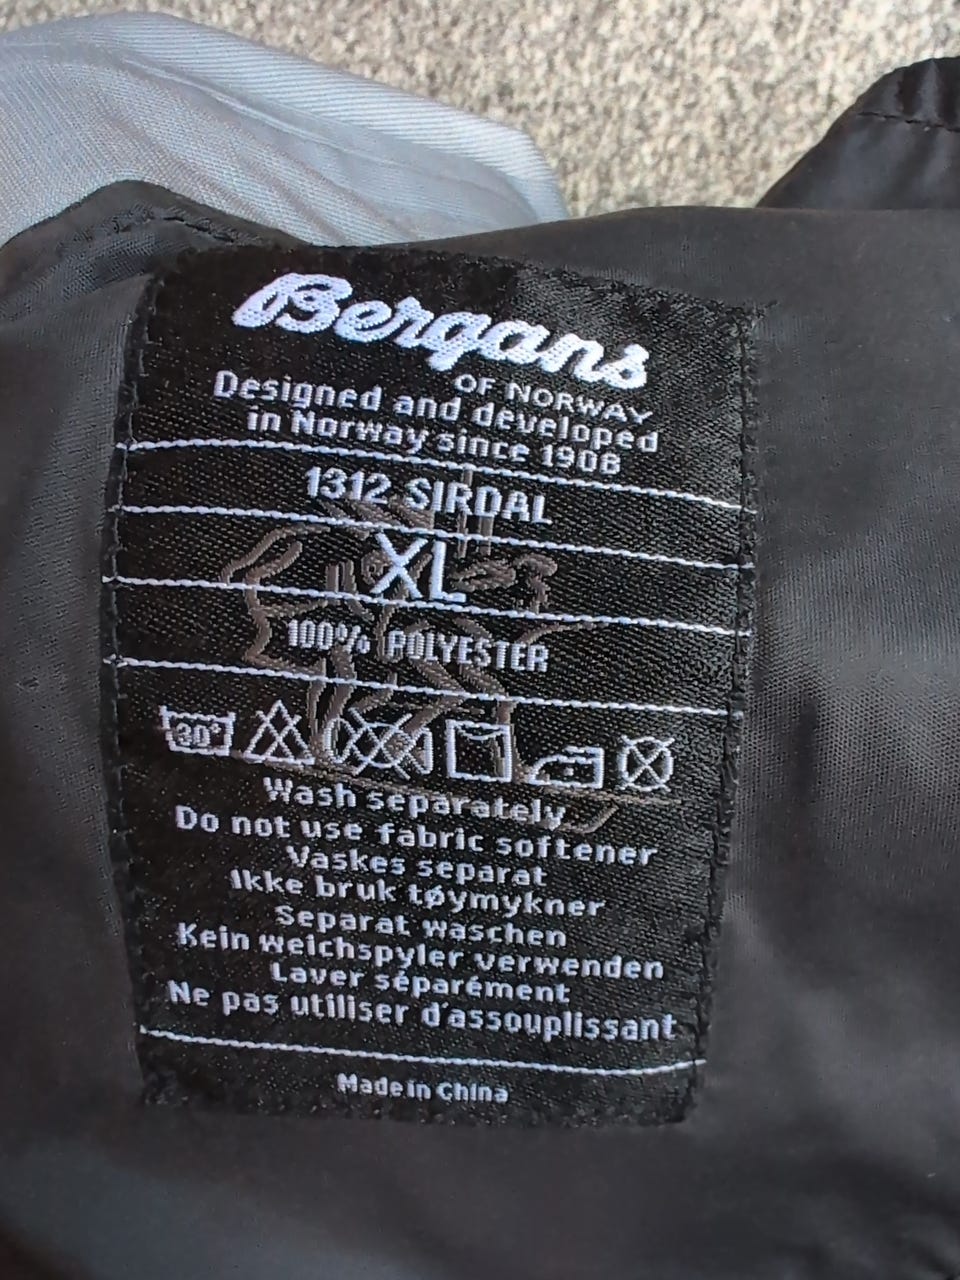 Bergans
OF NORWAY
Designed and developed
in Norway since 1908
1312 SIRDAL
XL
100% POLYESTER
30°
Wash separately
Do not use fabric softener
Vaskes separat
Ikke bruk tøymykner
Separat waschen
Kein weichspyler verwenden
Laver séparément
Ne pas utiliser d'assouplissant
Made in China